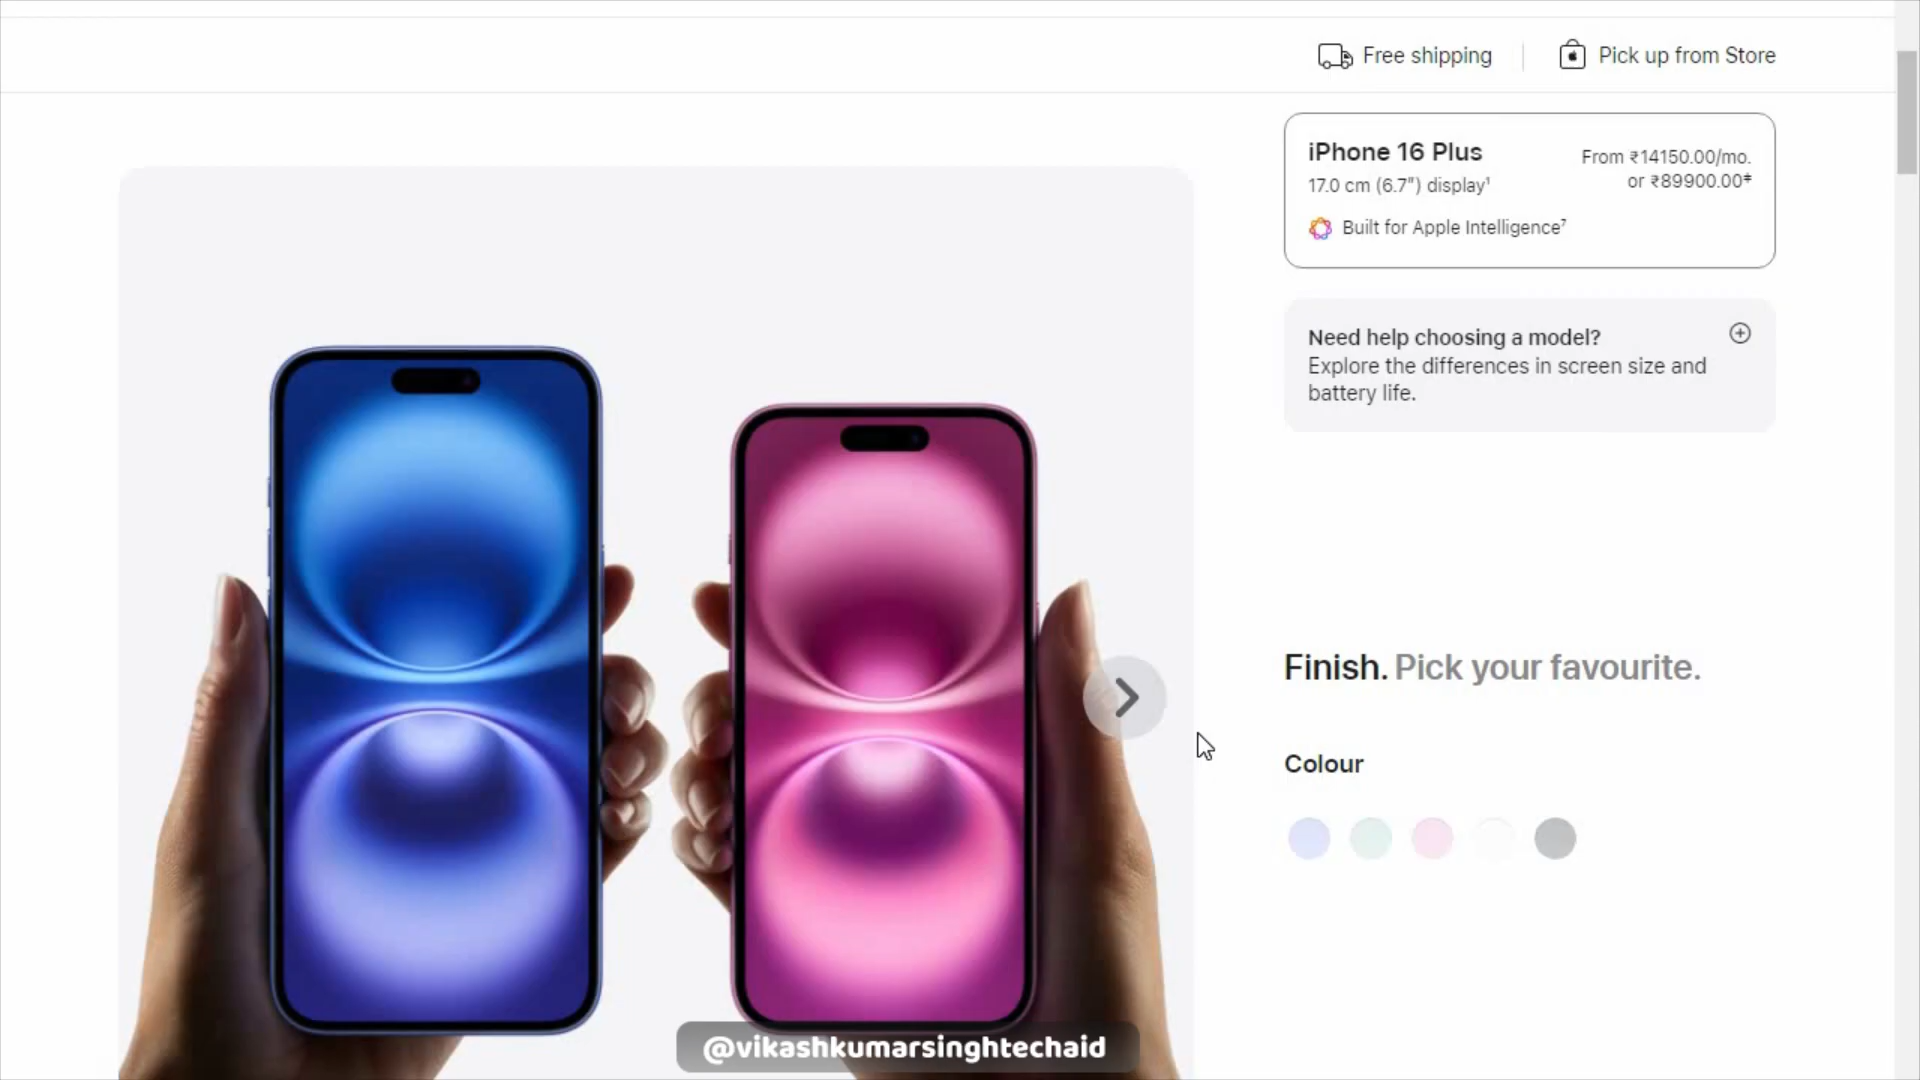 Free shipping
Pick up from Store
iPhone 16 Plus
From ₹14150.00/mo.
17.0 cm (6.7″) display¹
or ₹89900.00‡
Built for Apple Intelligence⁷
Need help choosing a model?
Explore the differences in screen size and
battery life.
Finish. Pick your favourite.
Colour
@vikashkumarsinghtechaid